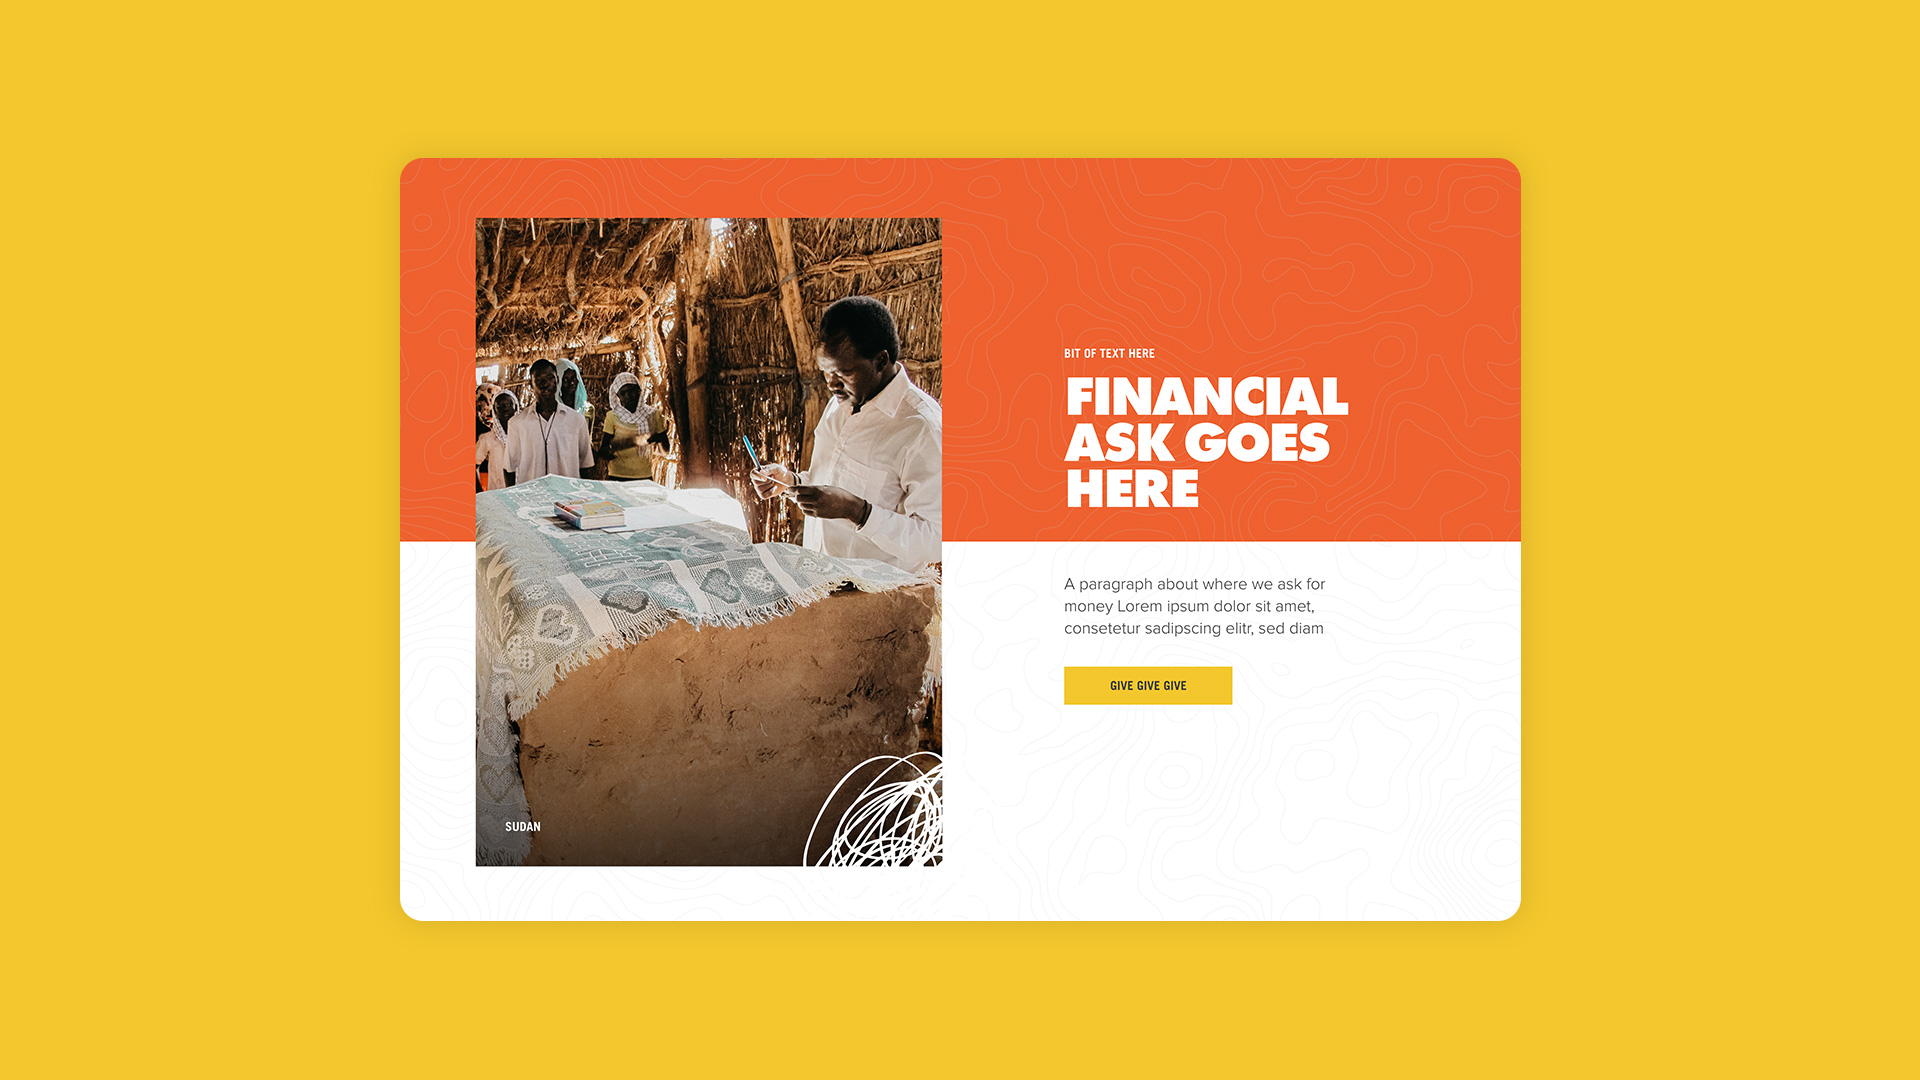 BIT OF TEXT HERE
FINANCIAL
ASK GOES
HERE
A paragraph about where we ask for
money Lorem ipsum dolor sit amet,
consetetur sadipscing elitr, sed diam
GIVE GIVE GIVE
SUDAN